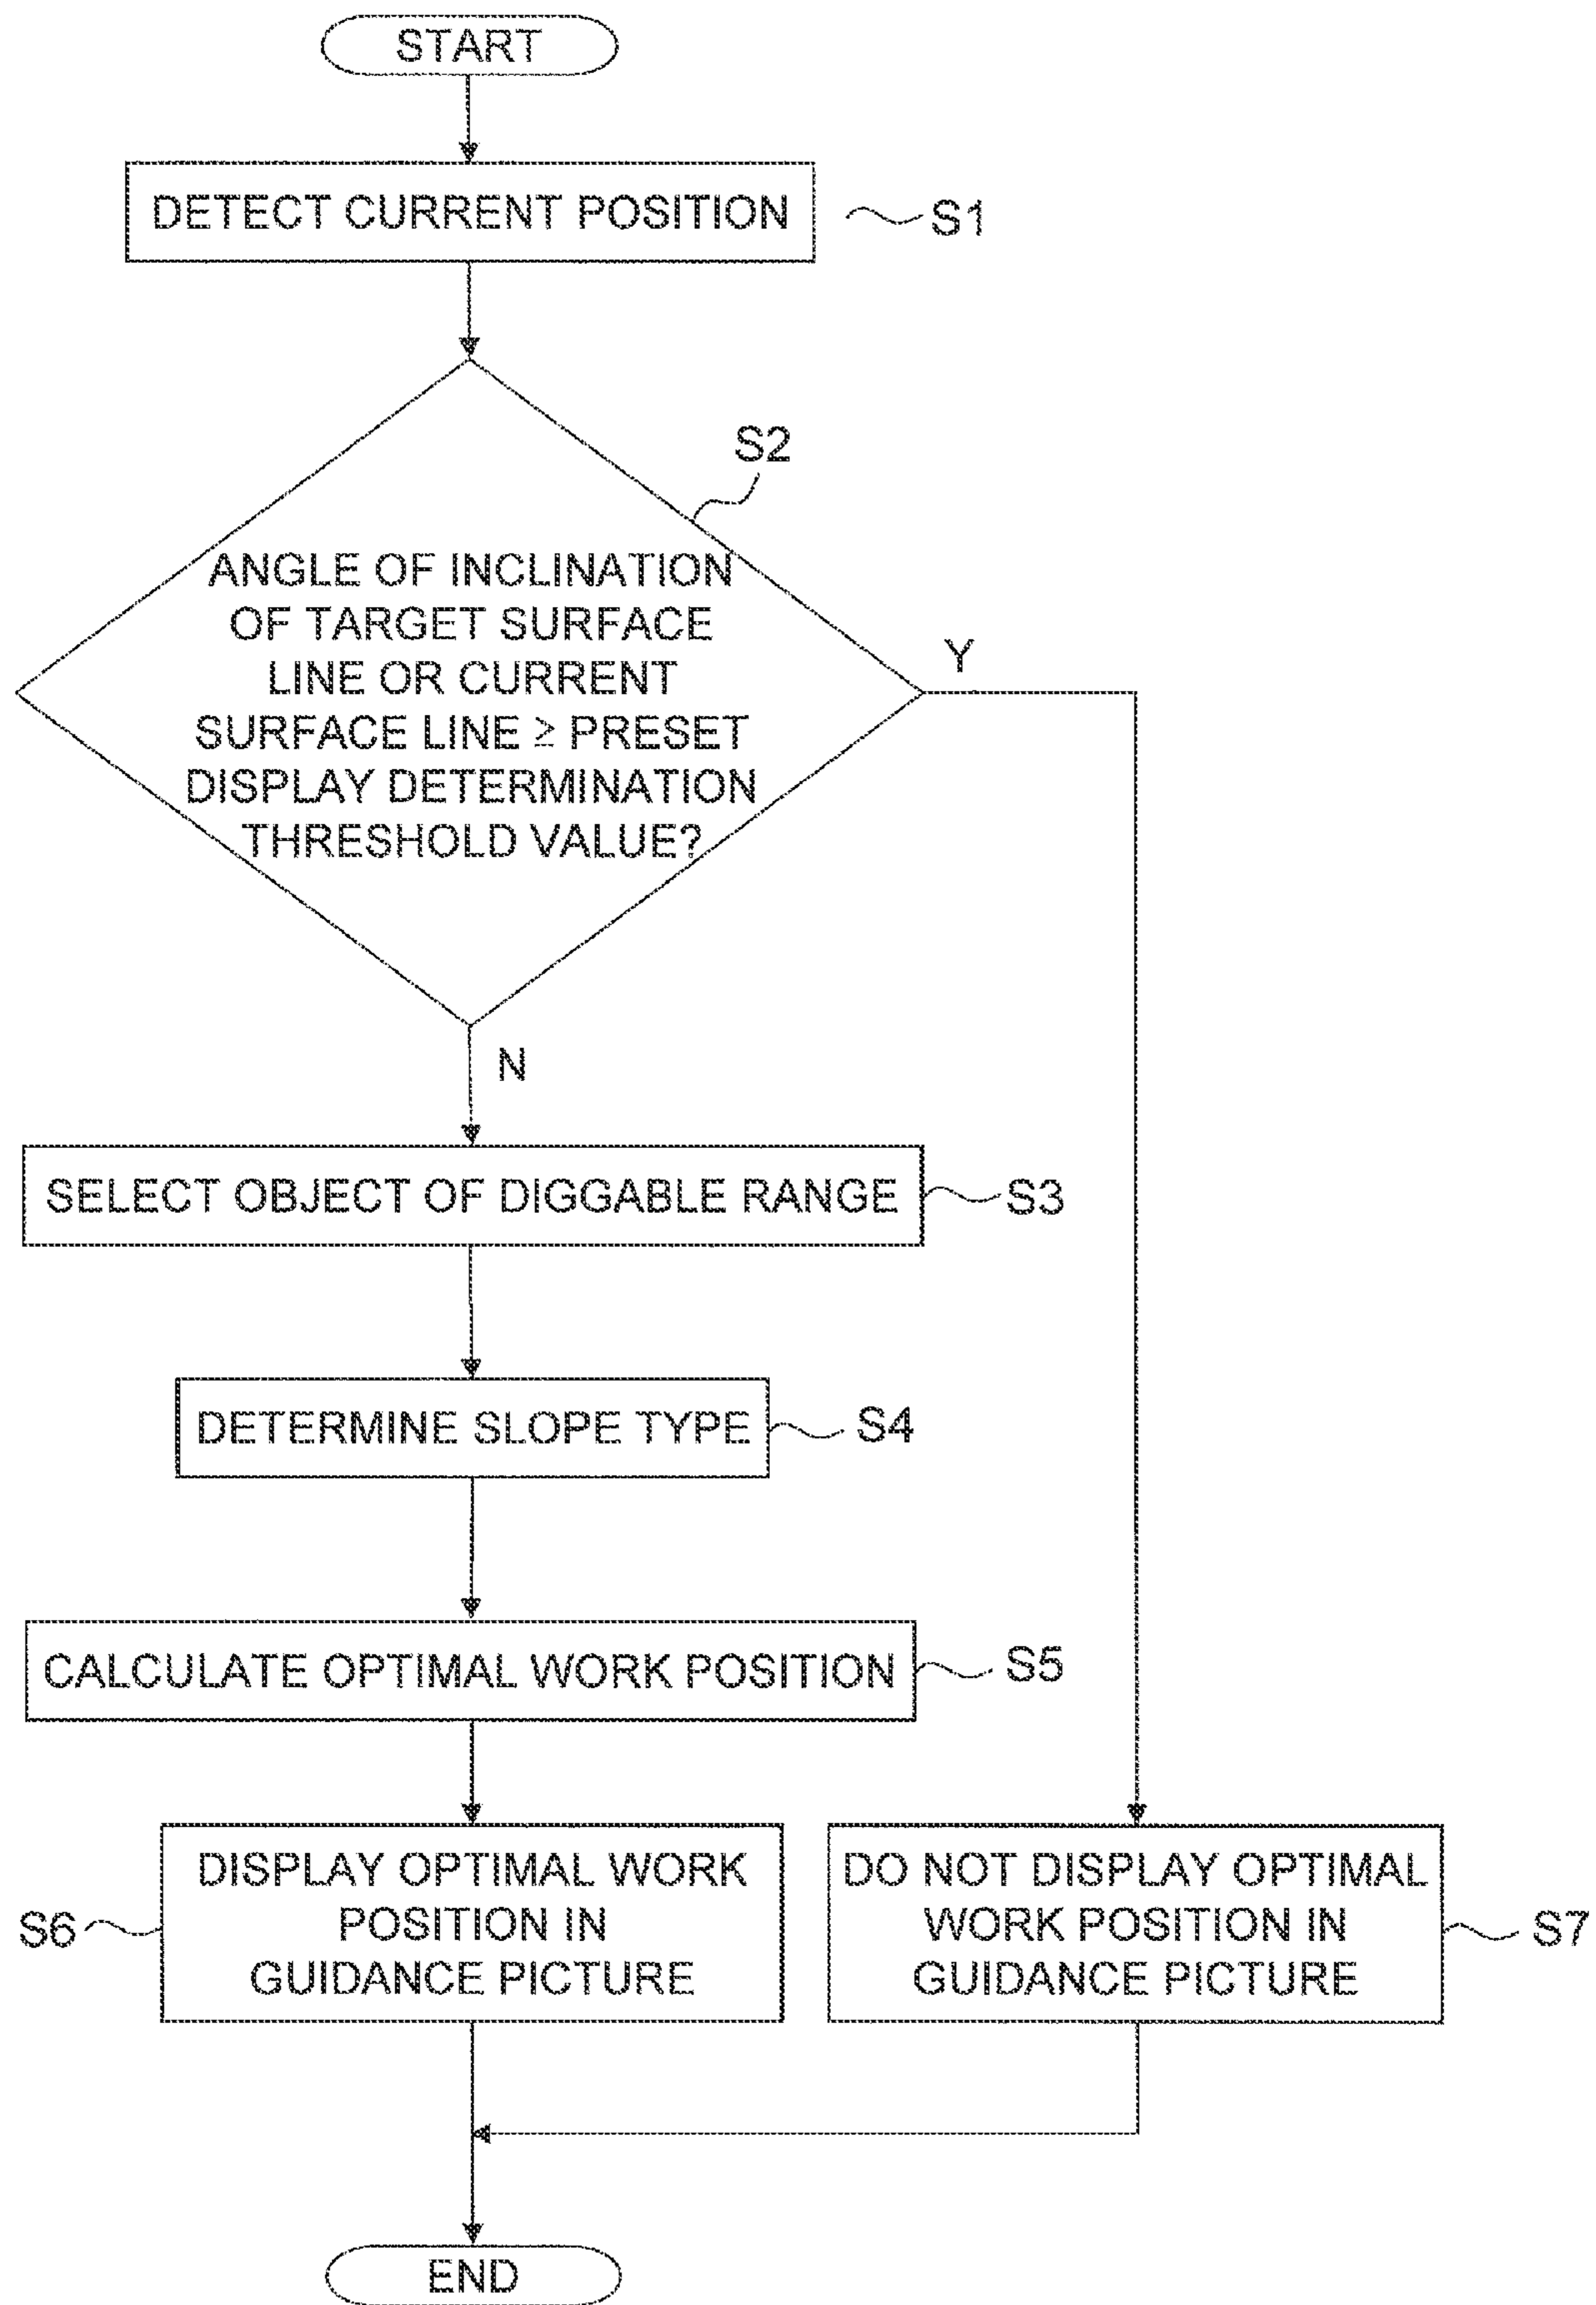 START
DETECT CURRENT POSITION
S1
S2
ANGLE OF INCLINATION
OF TARGET SURFACE
LINE OR CURRENT
SURFACE LINE ≥ PRESET
DISPLAY DETERMINATION
THRESHOLD VALUE?
Y
N
SELECT OBJECT OF DIGGABLE RANGE
S3
DETERMINE SLOPE TYPE
S4
CALCULATE OPTIMAL WORK POSITION
S5
S6
DISPLAY OPTIMAL WORK
POSITION IN
GUIDANCE PICTURE
DO NOT DISPLAY OPTIMAL
WORK POSITION IN
GUIDANCE PICTURE
S7
END